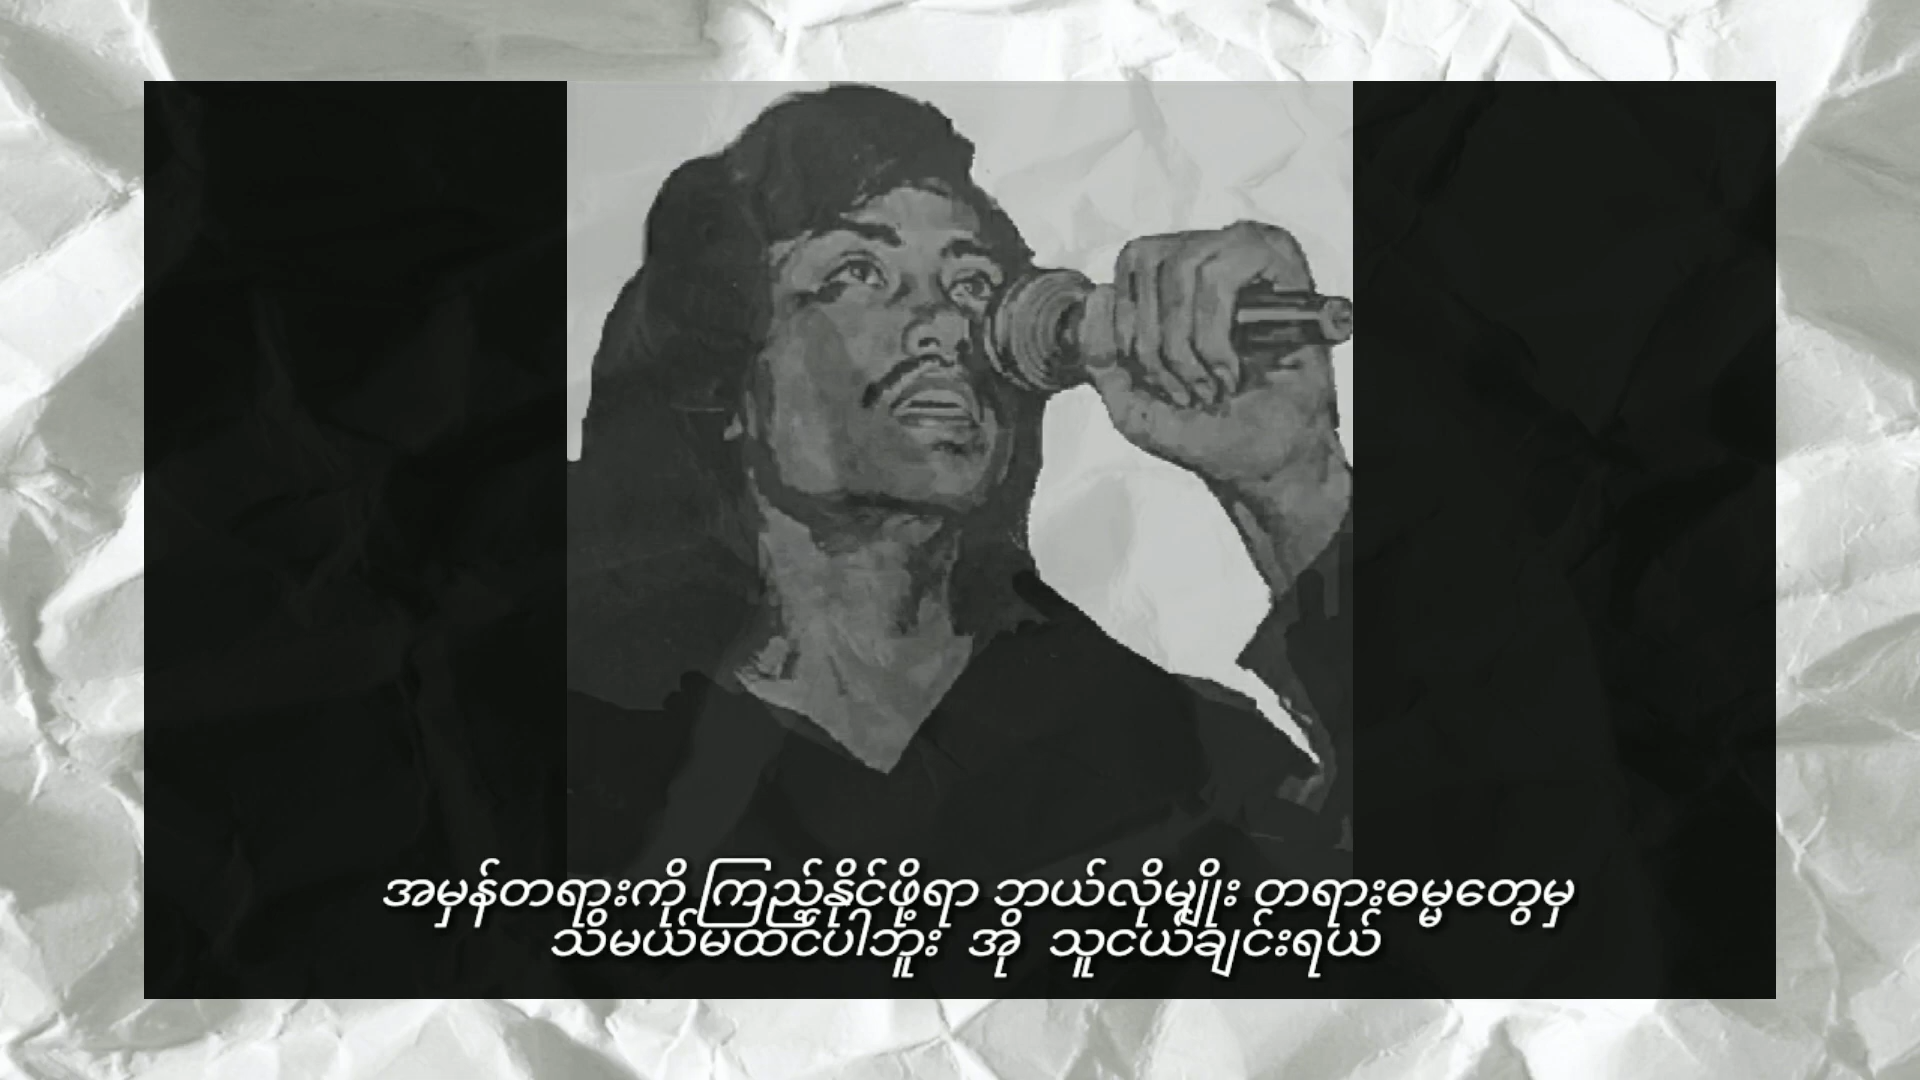 အမှန်တရားကို ကြည့်နိုင်ဖို့ရာ ဘယ်လိုမျိုး တရားဓမ္မတွေမှ
သိမယ်မထင်ပါဘူး အို သူငယ်ချင်းရယ်